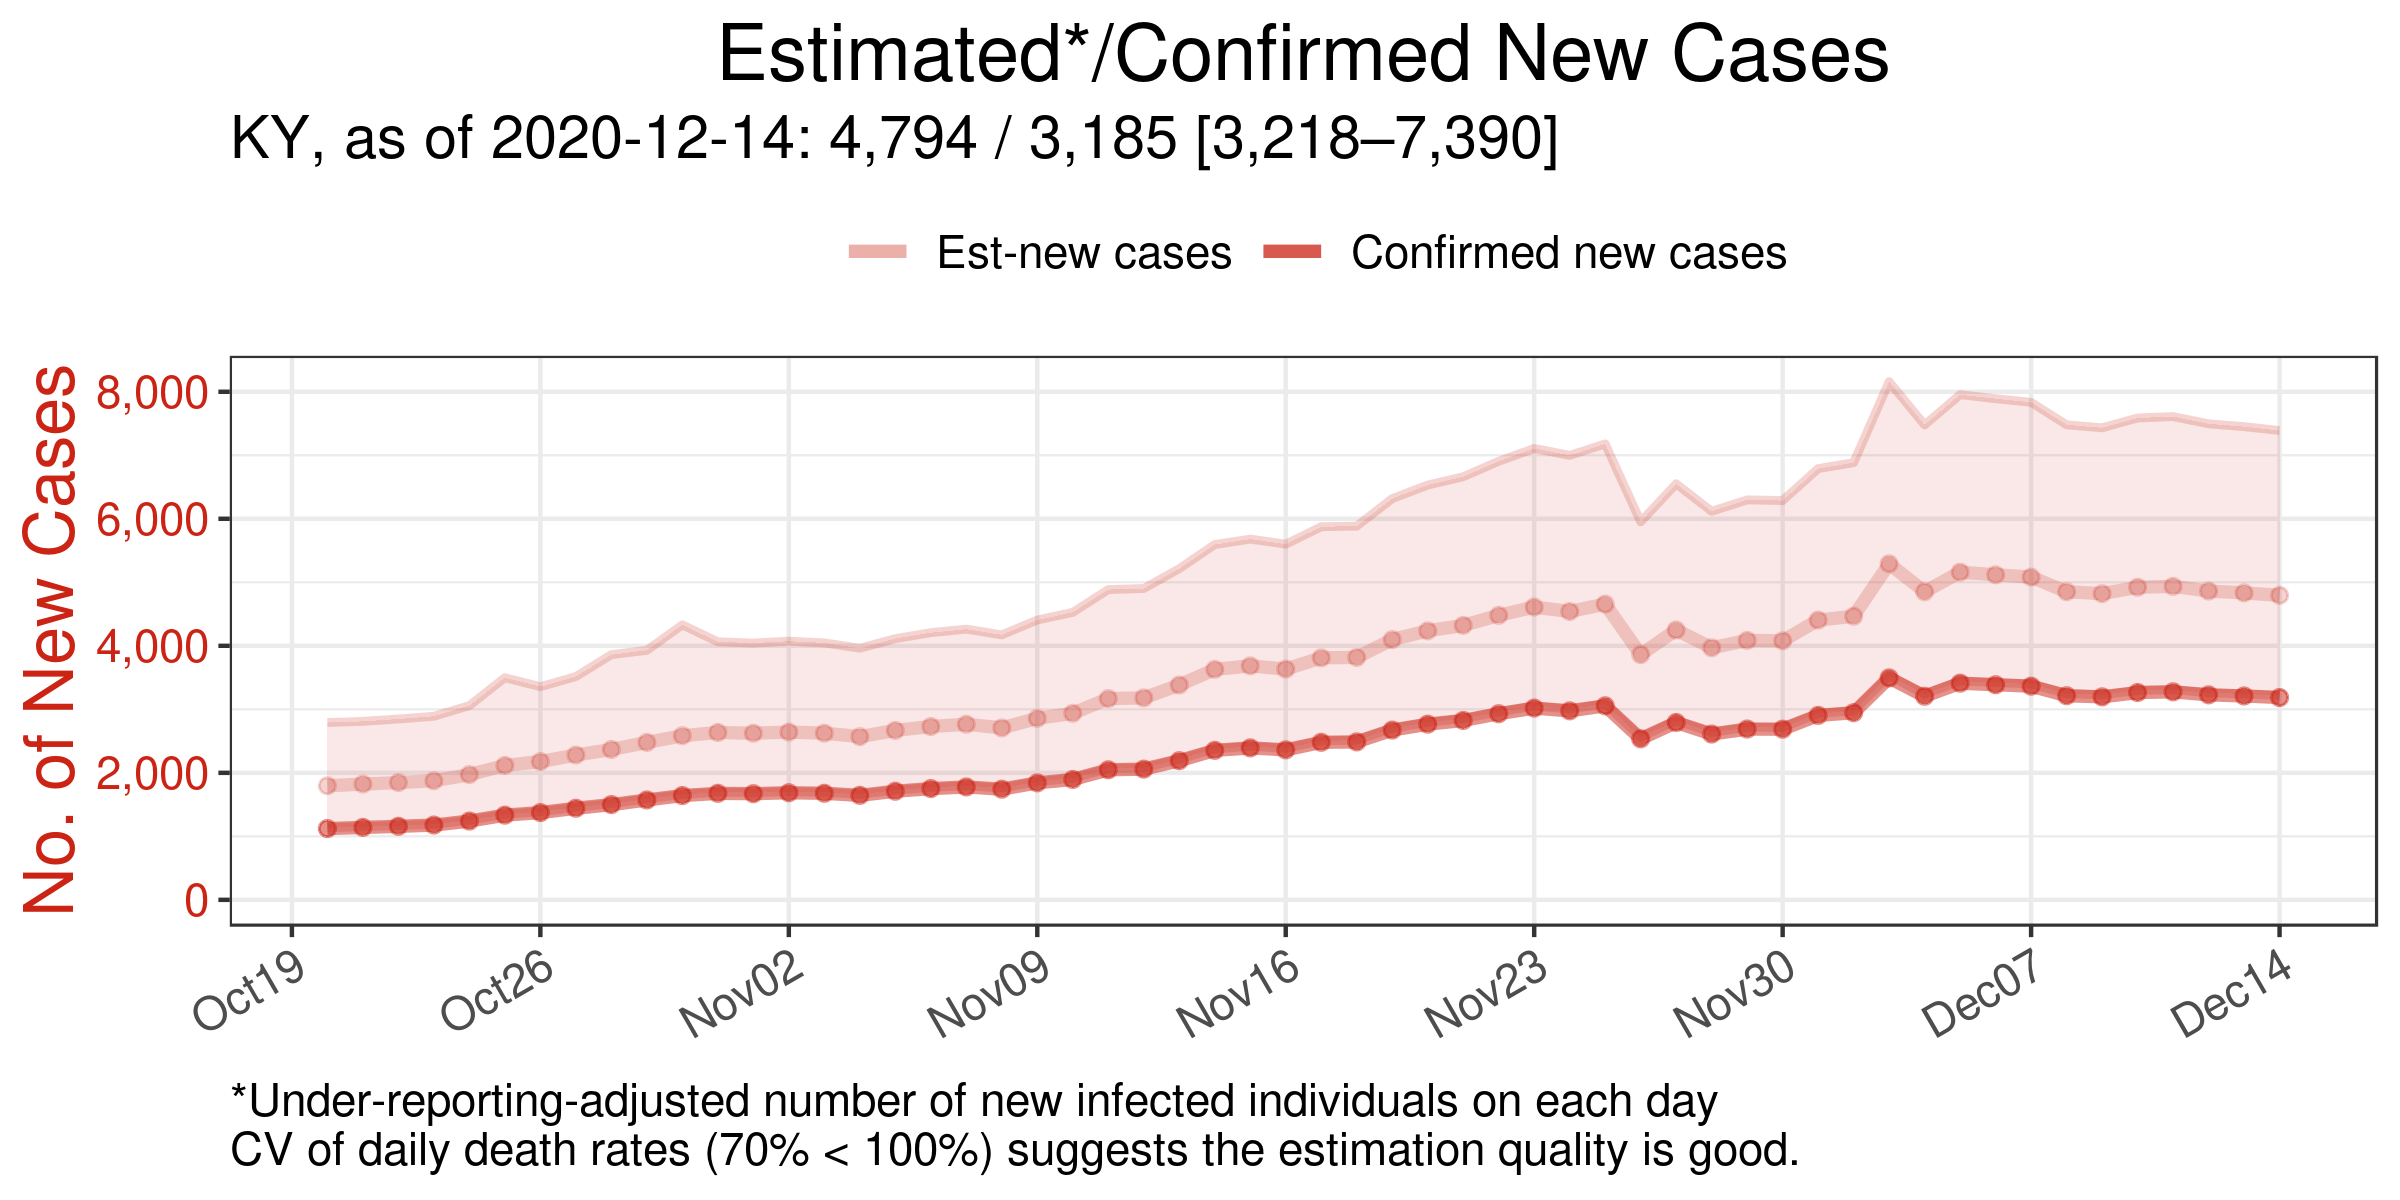 Estimated*/Confirmed New Cases
KY, as of 2020-12-14: 4,794 / 3,185 [3,218–7,390]
Est-new cases
Confirmed new cases
No. of New Cases
8,000
6,000
4,000
2,000
0
Oct19
Oct26
Nov02
Nov09
Nov16
Nov23
Nov30
Dec07
Dec14
*Under-reporting-adjusted number of new infected individuals on each day
CV of daily death rates (70% < 100%) suggests the estimation quality is good.